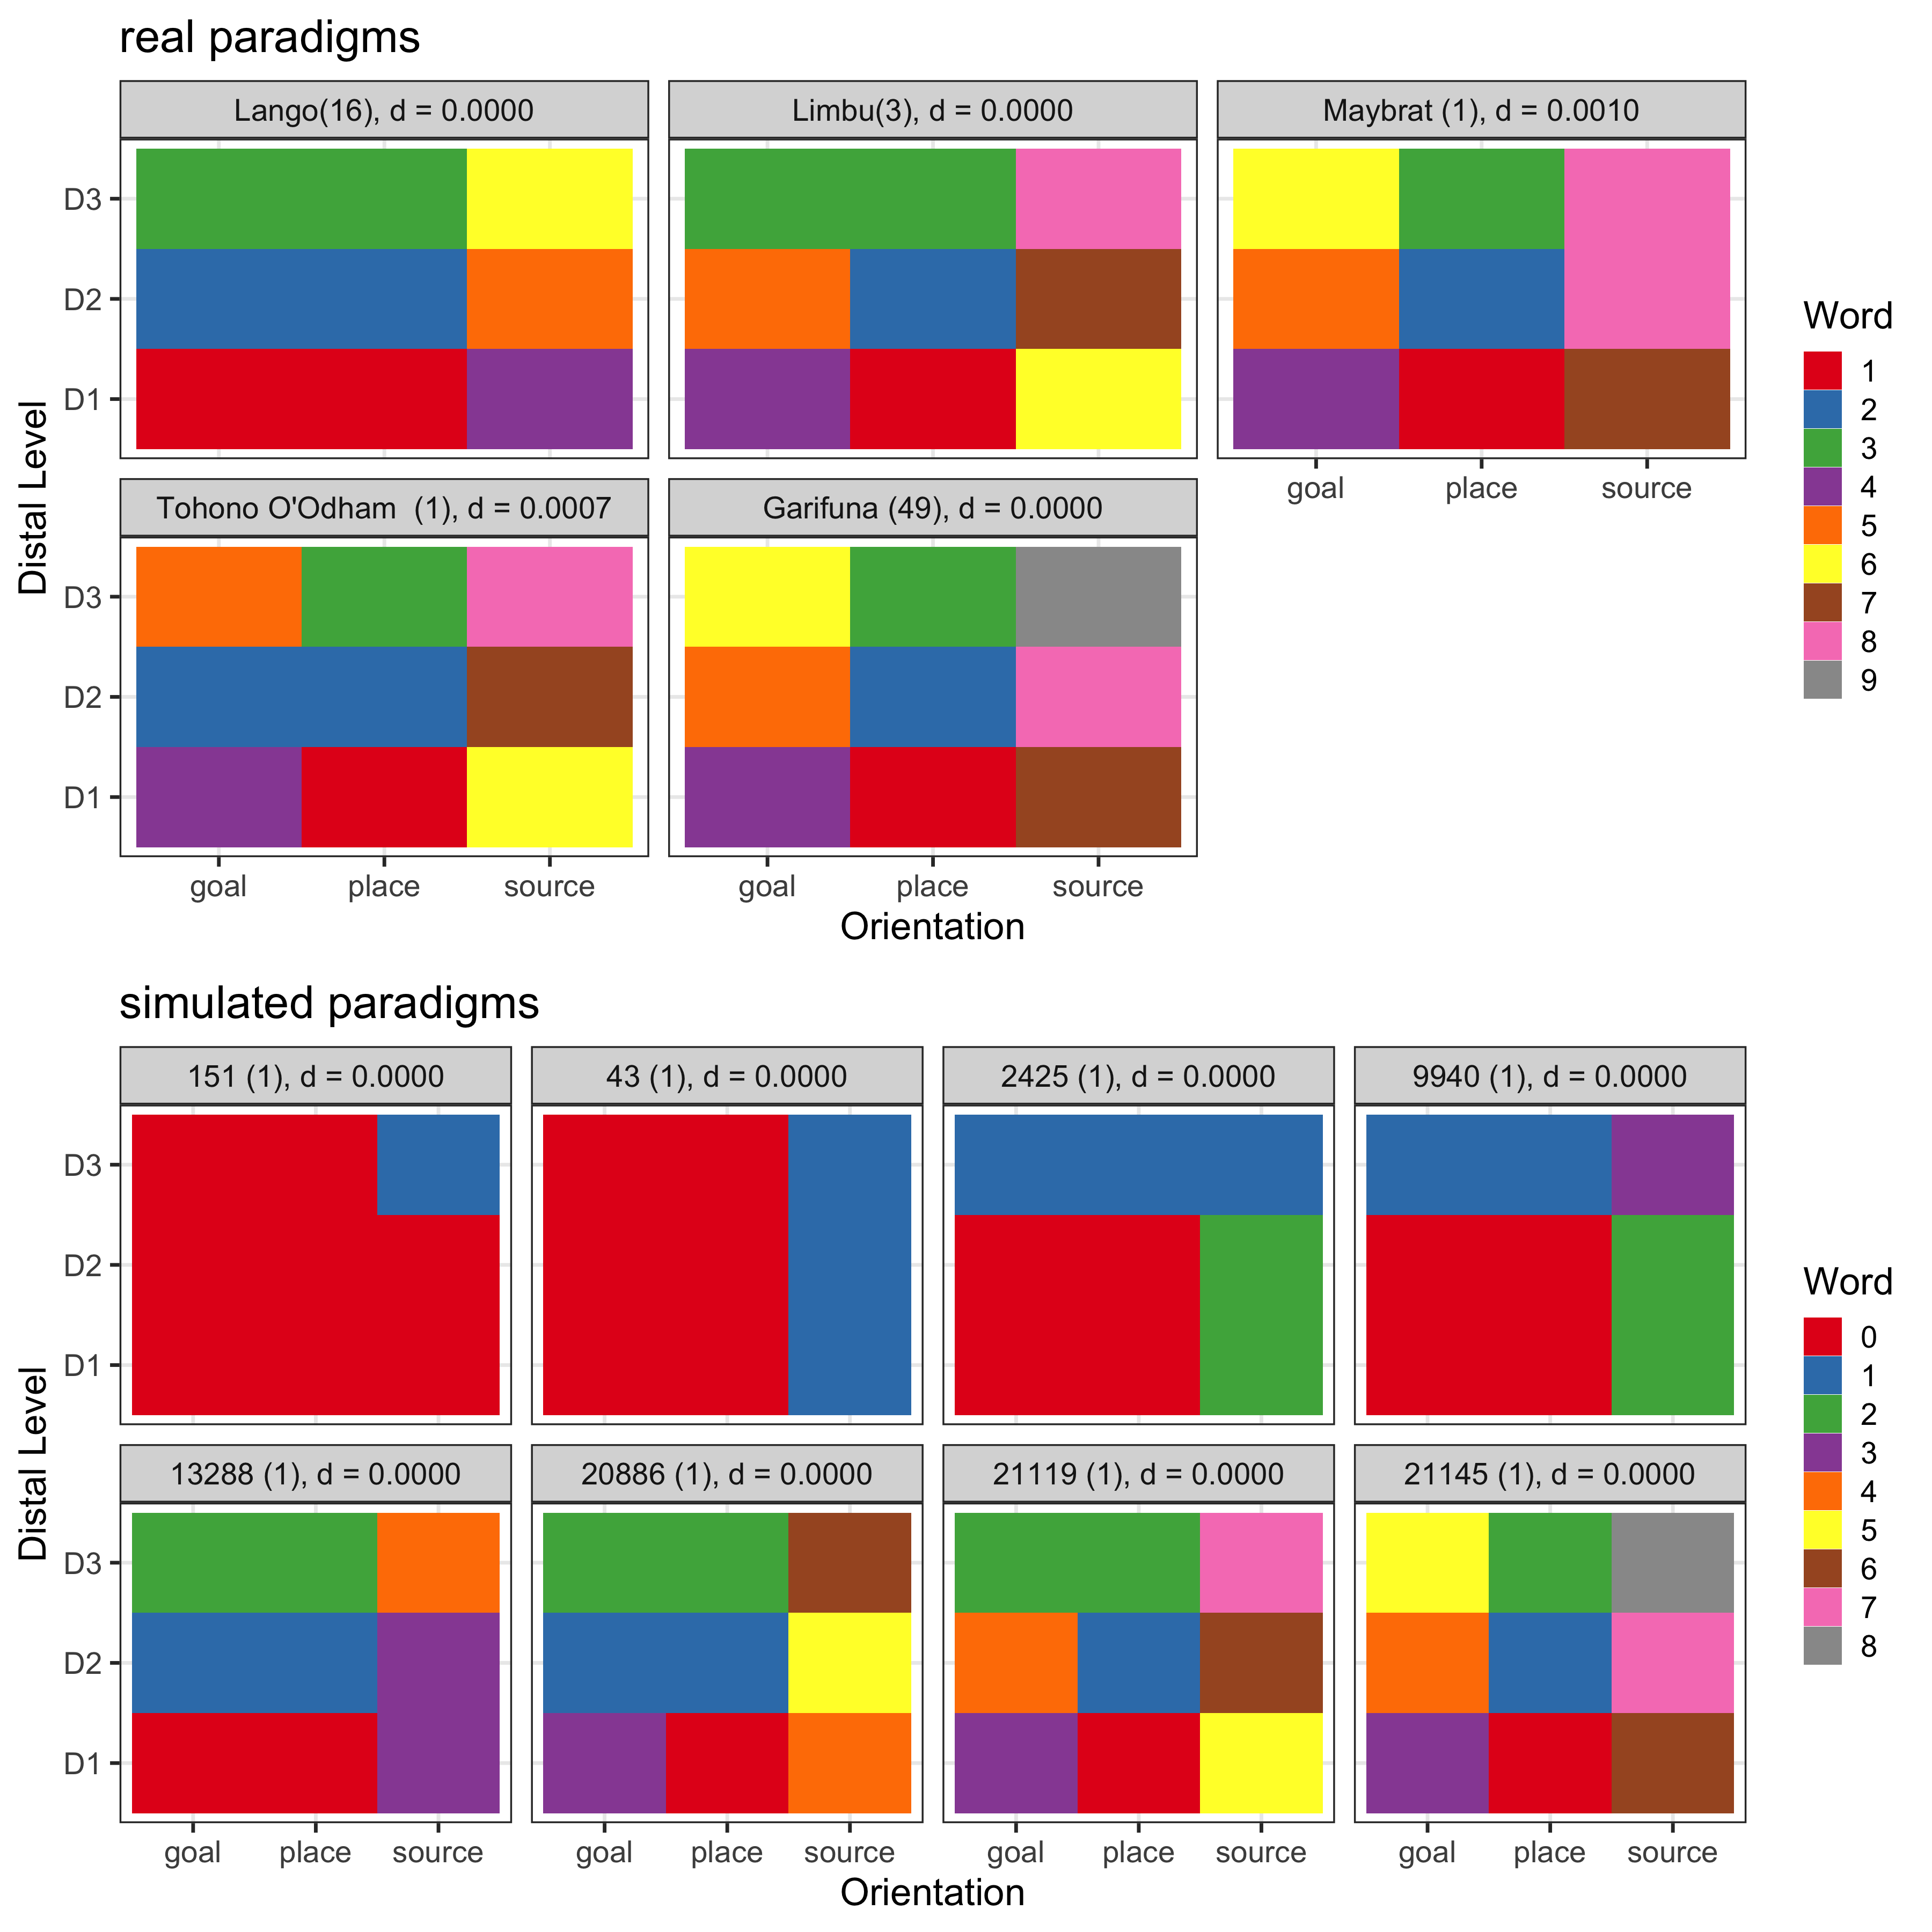 real paradigms
Lango(16), d = 0.0000
Limbu(3), d = 0.0000
Maybrat (1), d = 0.0010
D3
D2
D1
goal
place
source
Tohono O'Odham  (1), d = 0.0007
Garifuna (49), d = 0.0000
D3
D2
D1
goal
place
source
goal
place
source
Distal Level
Orientation
Word
1
2
3
4
5
6
7
8
9
simulated paradigms
151 (1), d = 0.0000
43 (1), d = 0.0000
2425 (1), d = 0.0000
9940 (1), d = 0.0000
D3
D2
D1
13288 (1), d = 0.0000
20886 (1), d = 0.0000
21119 (1), d = 0.0000
21145 (1), d = 0.0000
D3
D2
D1
goal
place
source
goal
place
source
goal
place
source
goal
place
source
Distal Level
Orientation
Word
0
1
2
3
4
5
6
7
8